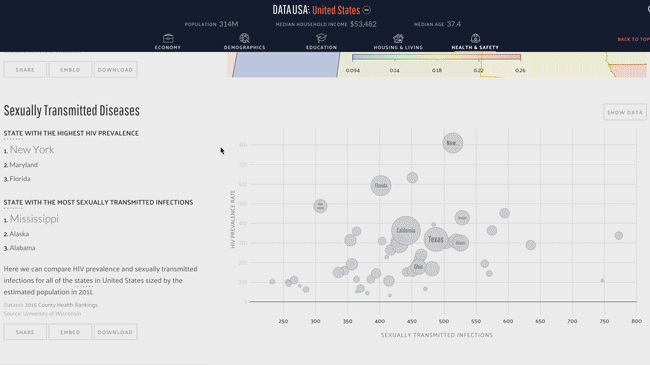 DATAUSA: United States
POPULATION 314M
MEDIAN HOUSEHOLD INCOME $53,482
MEDIAN AGE 37.4
ECONOMY
DEMOGRAPHICS
EDUCATION
HOUSING & LIVING
HEALTH & SAFETY
BACK TO TOP
SHARE
EMBED
DOWNLOAD
0.094 0.14 0.18 0.22 0.26
Sexually Transmitted Diseases
SHOW DATA
STATE WITH THE HIGHEST HIV PREVALENCE
1. New York
2. Maryland
3. Florida
STATE WITH THE MOST SEXUALLY TRANSMITTED INFECTIONS
1. Mississippi
2. Alaska
3. Alabama
Here we can compare HIV prevalence and sexually transmitted
infections for all of the states in United States sized by the
estimated population in 2011.
Dataset: 2015 County Health Rankings
Source: University of Wisconsin
SHARE
EMBED
DOWNLOAD
HIV PREVALENCE RATE
800
700
600
500
400
300
200
100
0
New...
Florida
California
Texas
Illinois
Ohio
250 300 350 400 450 500 550 600 650 700 750 800
SEXUALLY TRANSMITTED INFECTIONS